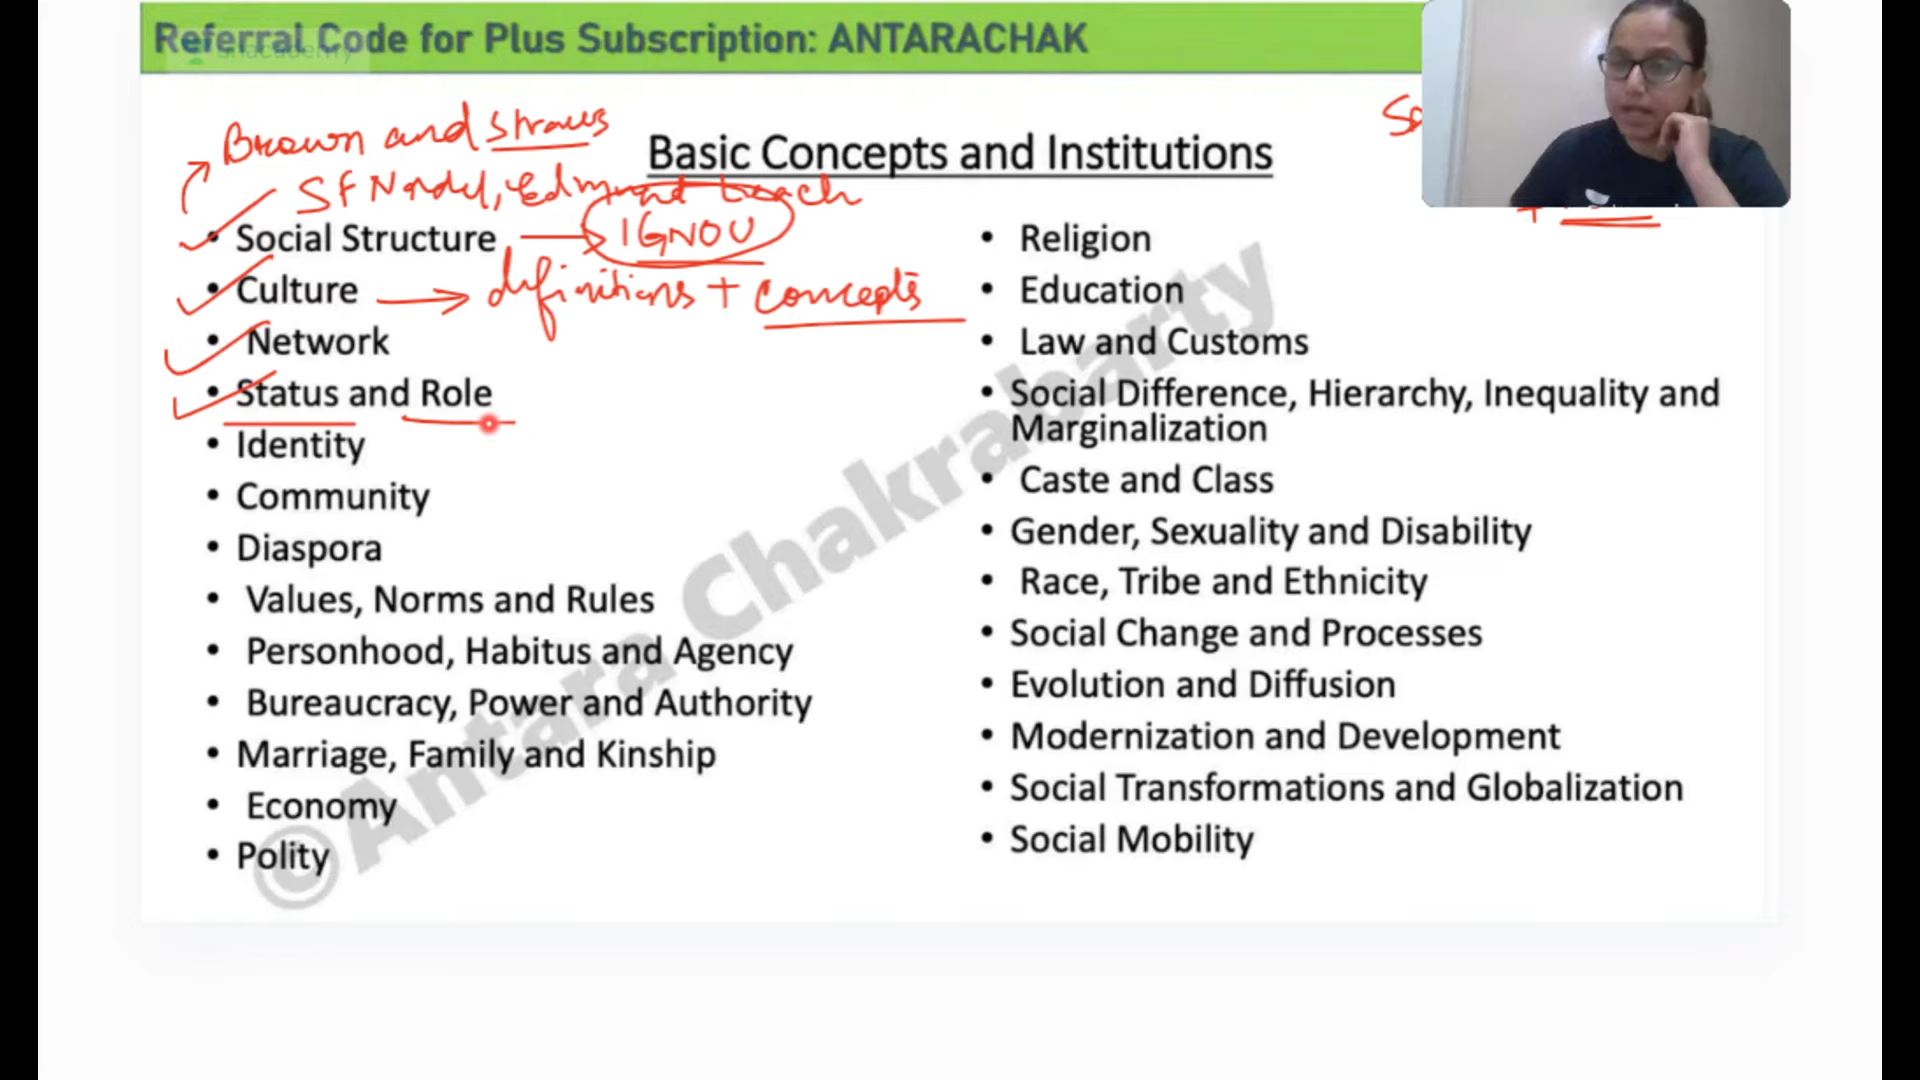 Referral Code for Plus Subscription: ANTARACHAK
unacademy
Brown and Straus
Basic Concepts and Institutions
SF Nadel, Edmund Leach
• Social Structure → IGNOU
• Culture → definitions + concepts
• Network
• Status and Role
• Identity
• Community
• Diaspora
• Values, Norms and Rules
• Personhood, Habitus and Agency
• Bureaucracy, Power and Authority
• Marriage, Family and Kinship
• Economy
• Polity
• Religion
• Education
• Law and Customs
• Social Difference, Hierarchy, Inequality and
Marginalization
• Caste and Class
• Gender, Sexuality and Disability
• Race, Tribe and Ethnicity
• Social Change and Processes
• Evolution and Diffusion
• Modernization and Development
• Social Transformations and Globalization
• Social Mobility
©Antara Chakrabarty